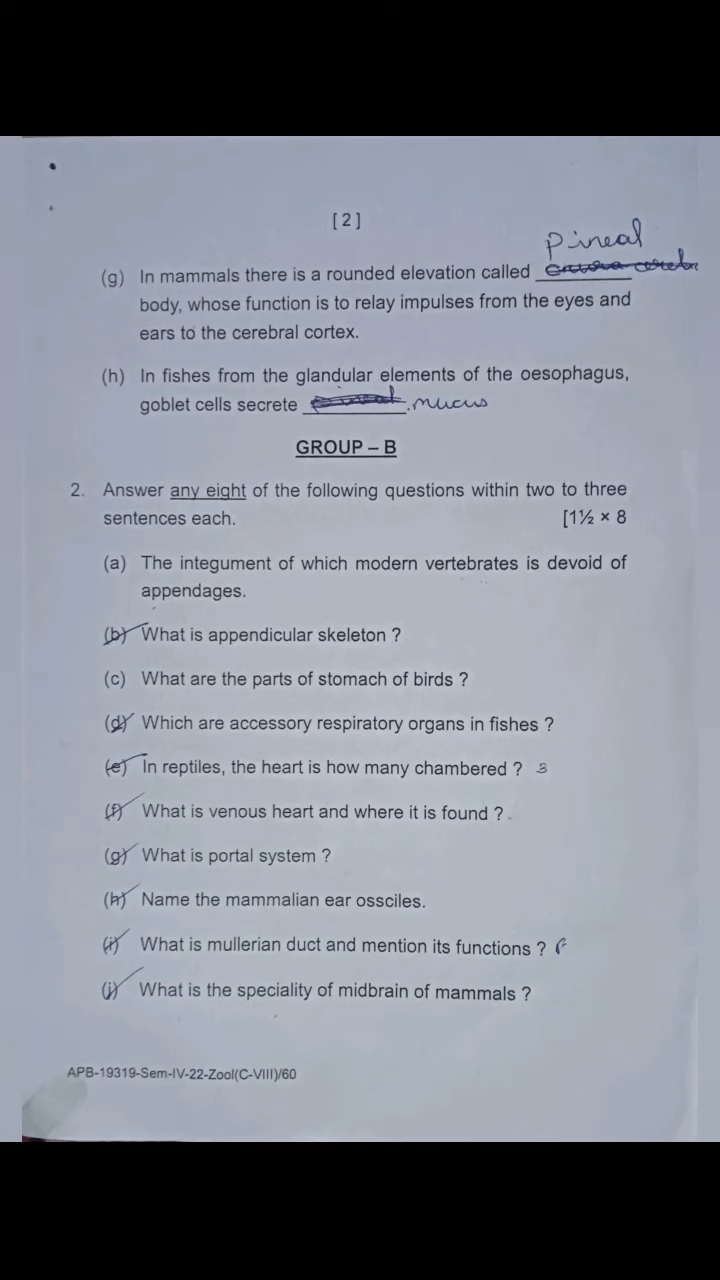 [2]
Pineal
(g) In mammals there is a rounded elevation called
body, whose function is to relay impulses from the eyes and
ears to the cerebral cortex.
(h) In fishes from the glandular elements of the oesophagus,
goblet cells secrete ________. mucus
GROUP – B
2. Answer any eight of the following questions within two to three
sentences each. [1½ × 8
(a) The integument of which modern vertebrates is devoid of
appendages.
(b) What is appendicular skeleton ?
(c) What are the parts of stomach of birds ?
(d) Which are accessory respiratory organs in fishes ?
(e) In reptiles, the heart is how many chambered ? 3
(f) What is venous heart and where it is found ?
(g) What is portal system ?
(h) Name the mammalian ear ossciles.
(i) What is mullerian duct and mention its functions ?
(j) What is the speciality of midbrain of mammals ?
APB-19319-Sem-IV-22-Zool(C-VIII)/60